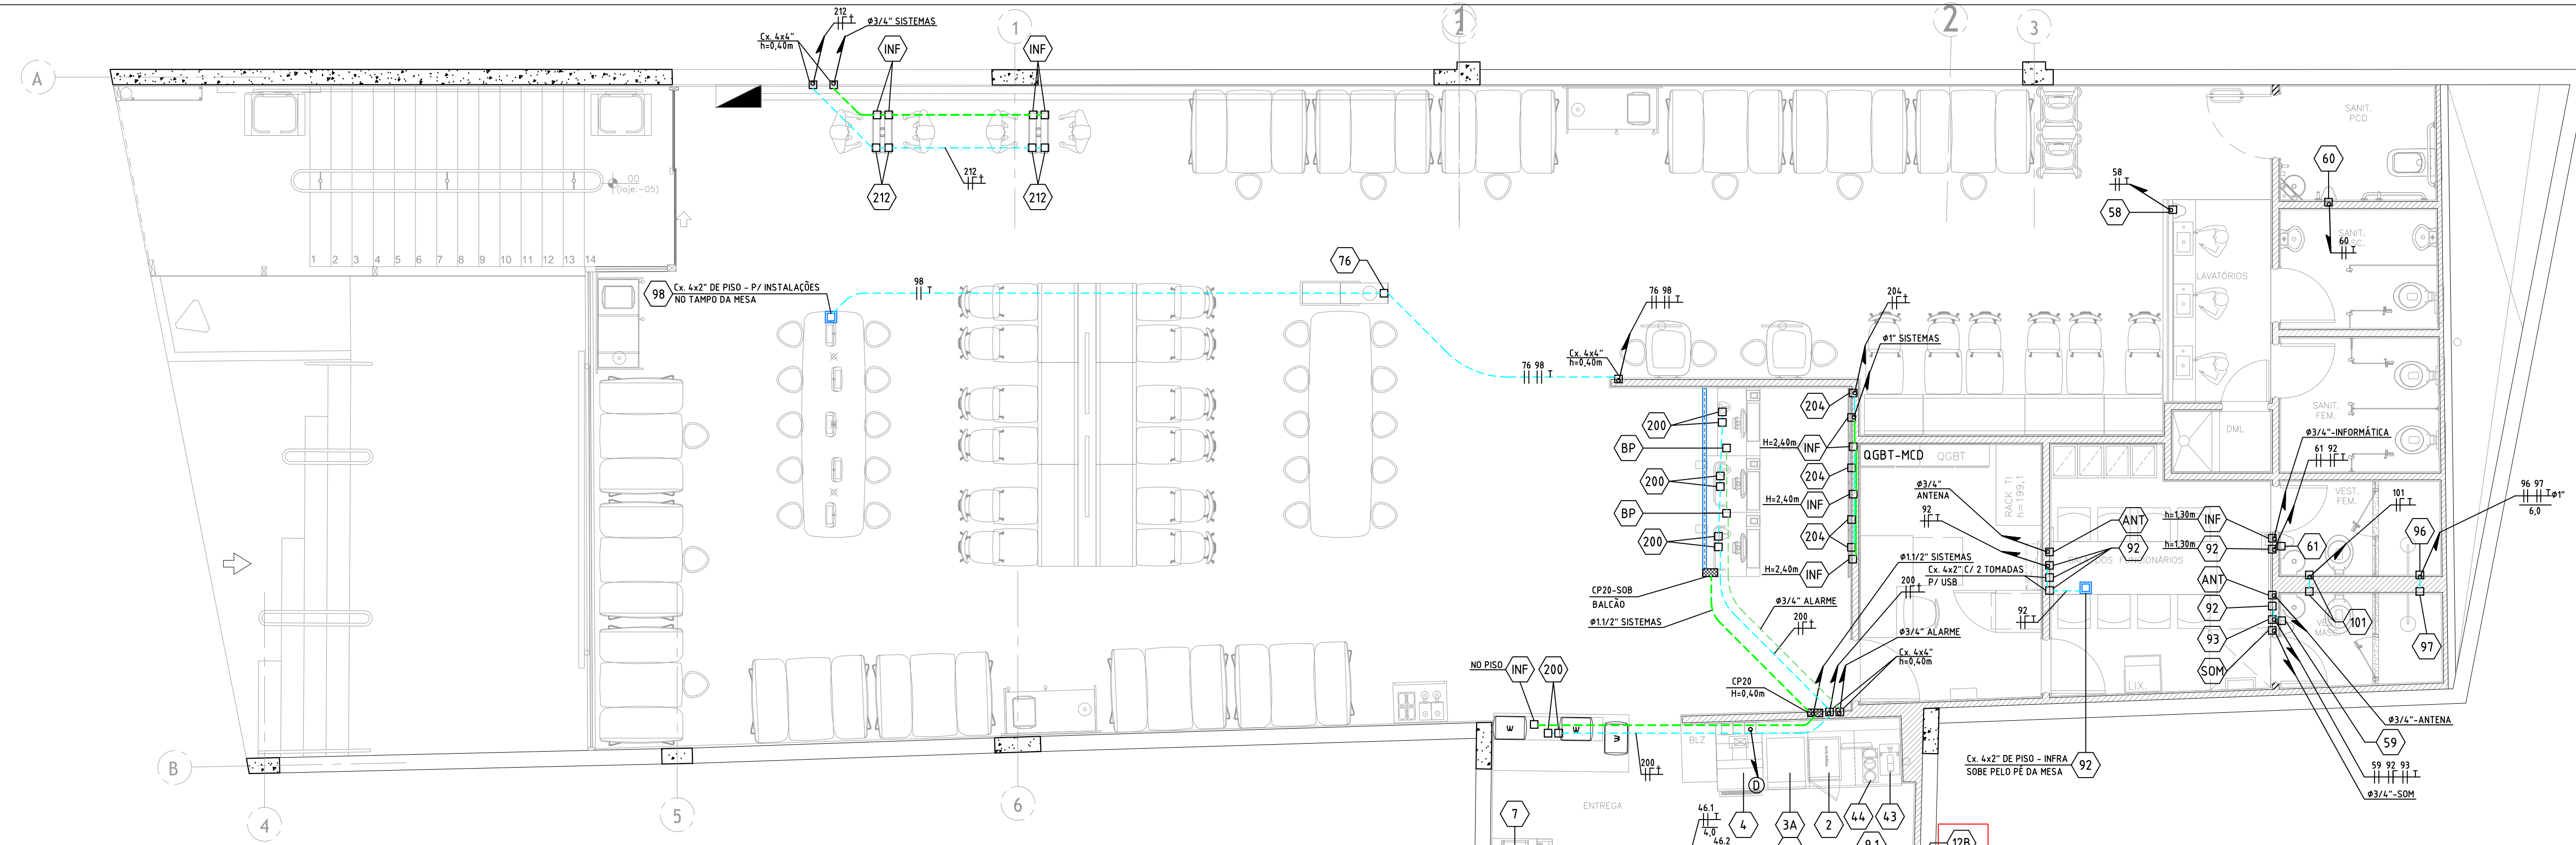 212
Ø3/4" SISTEMAS
Cx. 4x4"
h=0,40m
INF
INF
1
1
2
2
3
A
212
212
212
00
(laje:-05)
1 2 3 4 5 6 7 8 9 10 11 12 13 14
SANIT.
PCD
60
60
58
58
LAVATÓRIOS
98
Cx. 4x2" DE PISO - P/ INSTALAÇÕES
NO TAMPO DA MESA
98
76
76 98
76 98
Cx. 4x4"
h=0,40m
204
Ø1" SISTEMAS
200
BP
200
BP
200
204
H=2,40m
INF
204
H=2,40m
INF
204
H=2,40m
INF
QGBT-MCD
QGBT
RACK TI
h=199,1
SANIT.
FEM.
DML
Ø3/4"-INFORMÁTICA
61 92
Ø3/4"
ANTENA
92
ANT
92
Ø1.1/2" SISTEMAS
Cx. 4x2" C/ 2 TOMADAS
P/ USB
200
92
FUNCIONÁRIOS
VEST.
FEM.
h=1,30m
INF
h=1,30m
92
61
101
96
96 97
Ø1"
6,0
ANT
92
93
SOM
101
97
CP20-SOB
BALCÃO
Ø1.1/2" SISTEMAS
Ø3/4" ALARME
200
Ø3/4" ALARME
Cx. 4x4"
h=0,40m
CP20
H=0,40m
NO PISO
INF
200
W
W
W
200
BLZ
D
LIX.
Ø3/4"-ANTENA
59
59 92 93
Ø3/4"-SOM
Cx. 4x2" DE PISO - INFRA
SOBE PELO PÉ DA MESA
92
B
4
5
6
ENTREGA
7
46.1
4,0
46.2
4
3A
2
44
43
9.1
12B